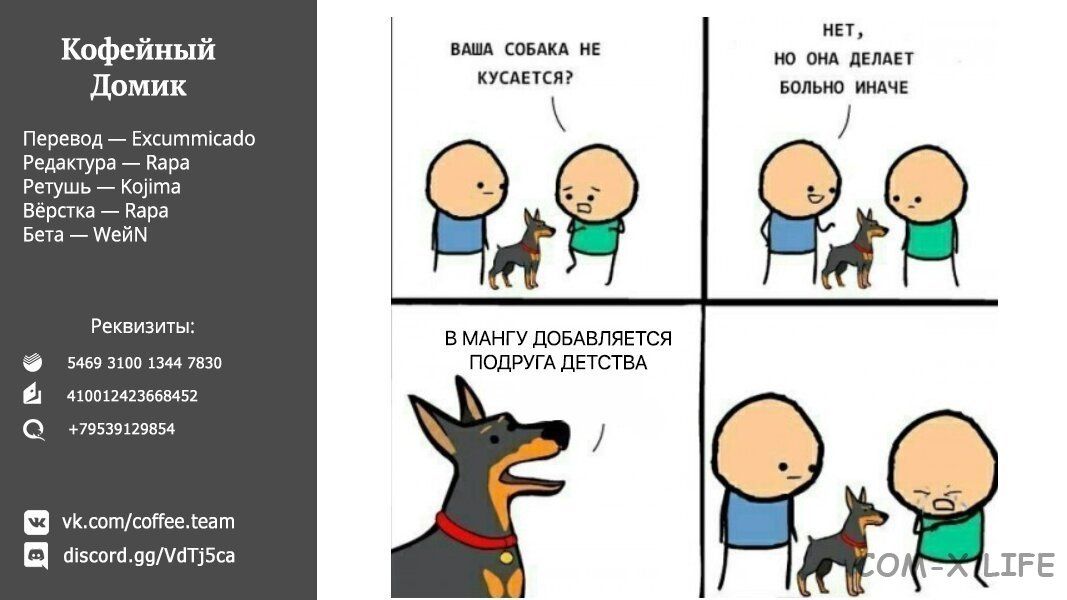 Кофейный
Домик
Перевод — Excummicado
Редактура — Rapa
Ретушь — Kojima
Вёрстка — Rapa
Бета — WeйN
Реквизиты:
5469 3100 1344 7830
410012423668452
+79539129854
vk.com/coffee.team
discord.gg/VdTj5ca
ВАША СОБАКА НЕ
КУСАЕТСЯ?
НЕТ,
НО ОНА ДЕЛАЕТ
БОЛЬНО ИНАЧЕ
В МАНГУ ДОБАВЛЯЕТСЯ
ПОДРУГА ДЕТСТВА
COM-X LIFE